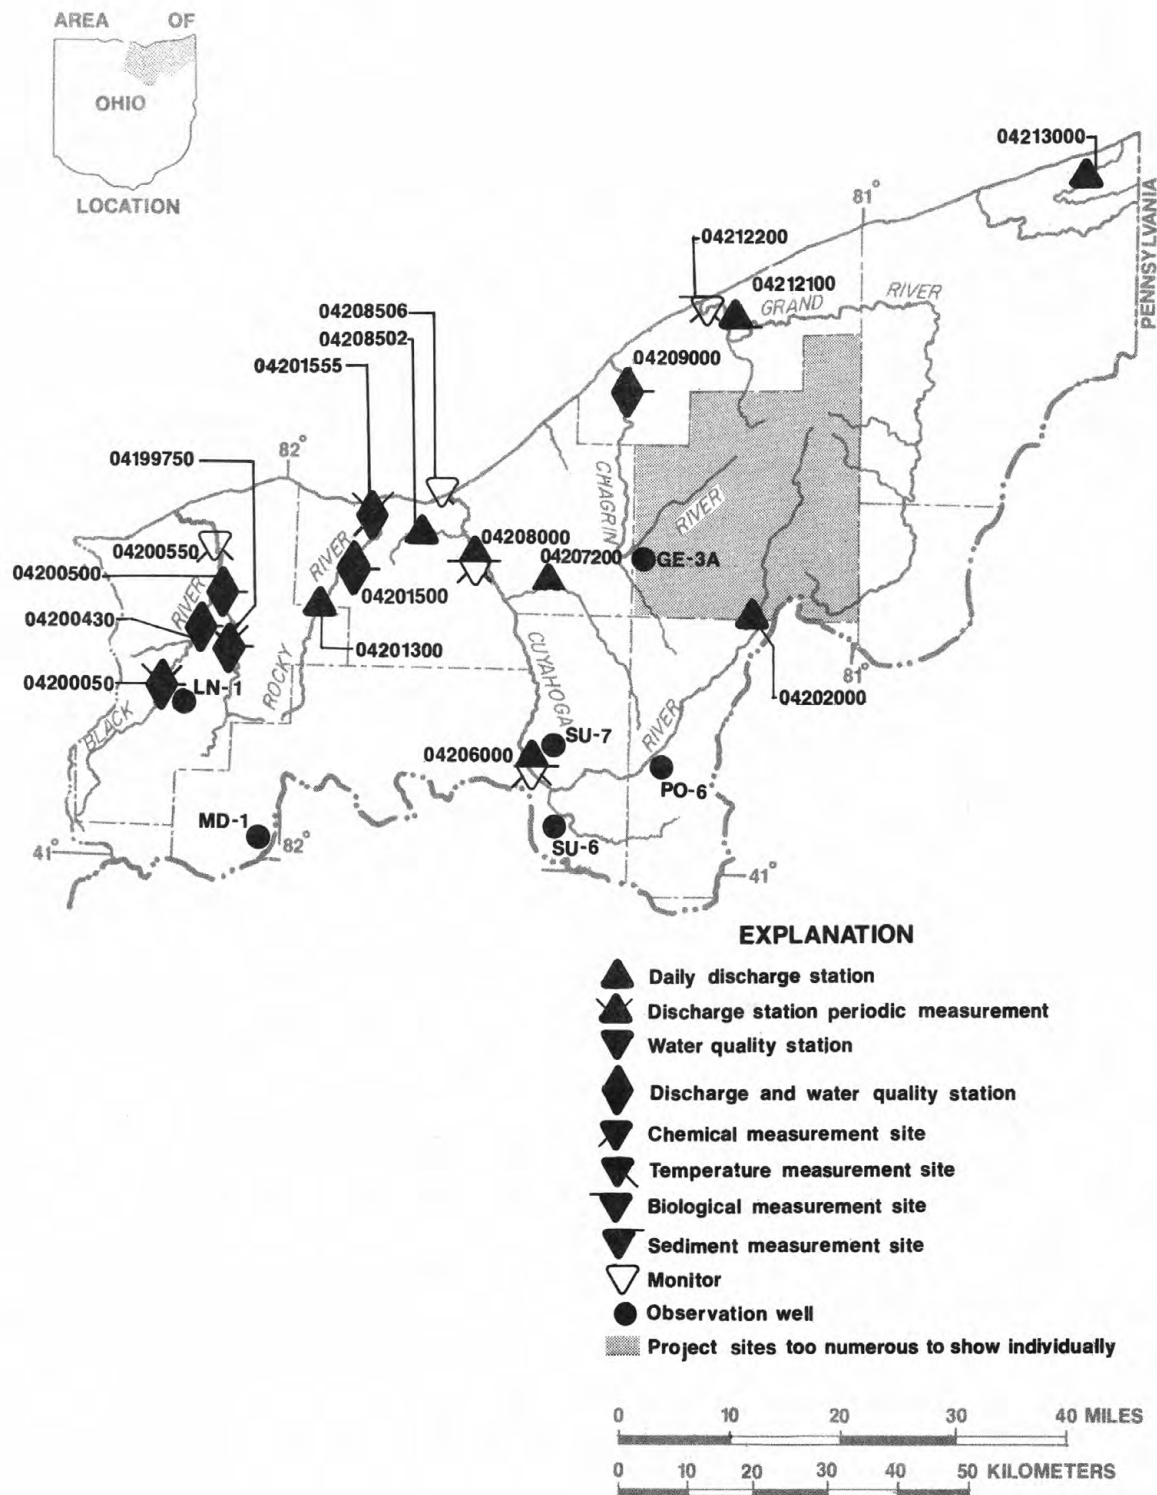 AREA OF
OHIO
LOCATION
04213000
81°
PENNSYLVANIA
04212200
04212100
GRAND RIVER
04208506
04208502
04201555
04209000
82°
04199750
CHAGRIN
RIVER
RIVER
04200550
04208000
04207200
GE-3A
04200500
RIVER
04201500
04200430
04201300
04200050
LN-1
ROCKY
CUYAHOGA
81°
04202000
BLACK
SU-7
RIVER
04206000
PO-6
MD-1
82°
SU-6
41°
41°
EXPLANATION
Daily discharge station
Discharge station periodic measurement
Water quality station
Discharge and water quality station
Chemical measurement site
Temperature measurement site
Biological measurement site
Sediment measurement site
Monitor
Observation well
Project sites too numerous to show individually
0 10 20 30 40 MILES
0 10 20 30 40 50 KILOMETERS